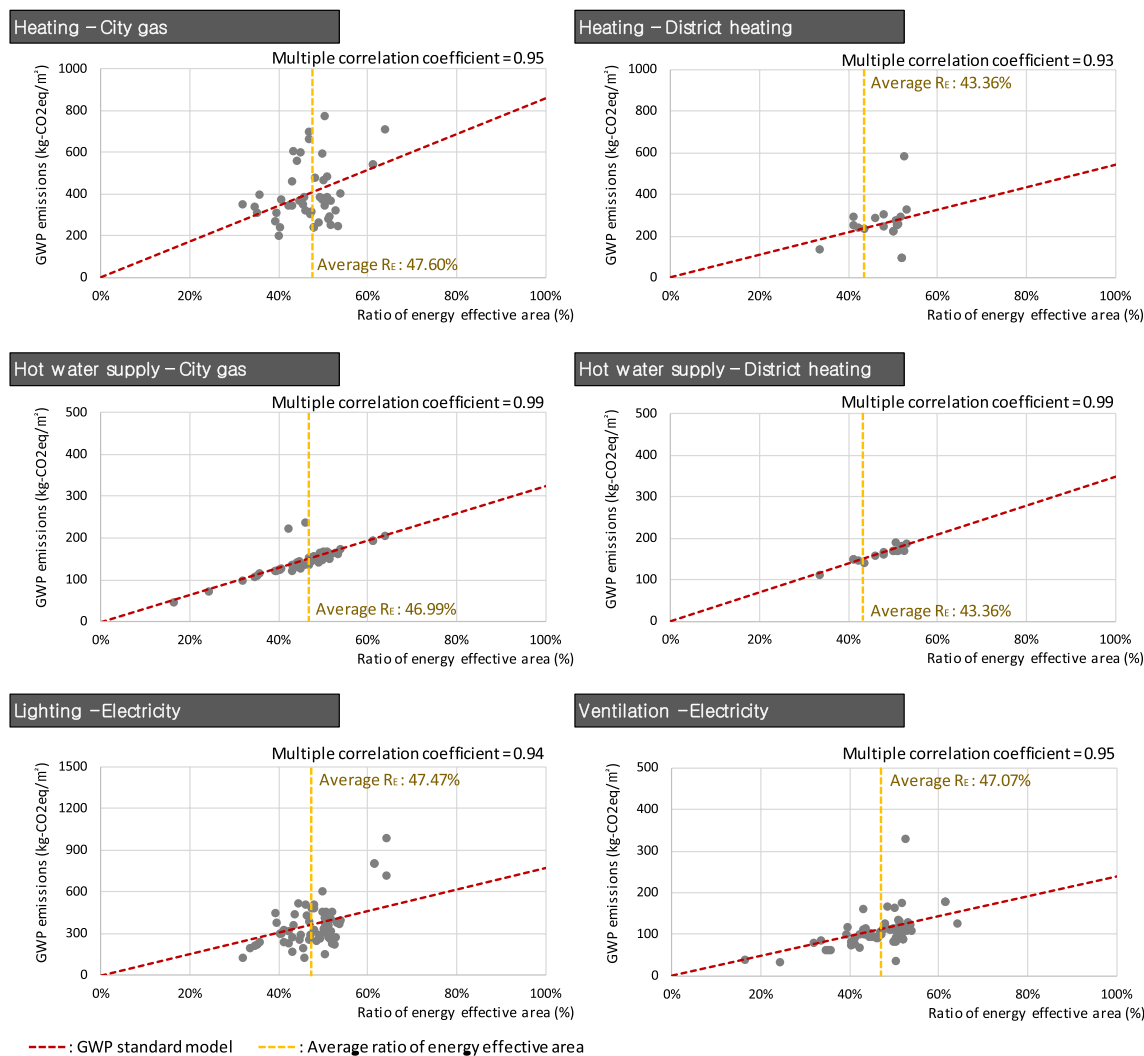 Heating – City gas
Multiple correlation coefficient = 0.95
GWP emissions (kg-CO2eq/m²)
1000
800
600
400
200
0
Average RE : 47.60%
0%
20%
40%
60%
80%
100%
Ratio of energy effective area (%)
Heating – District heating
Multiple correlation coefficient = 0.93
GWP emissions (kg-CO2eq/m²)
1000
800
600
400
200
0
Average RE : 43.36%
0%
20%
40%
60%
80%
100%
Ratio of energy effective area (%)
Hot water supply – City gas
Multiple correlation coefficient = 0.99
GWP emissions (kg-CO2eq/m²)
500
400
300
200
100
0
Average RE : 46.99%
0%
20%
40%
60%
80%
100%
Ratio of energy effective area (%)
Hot water supply – District heating
Multiple correlation coefficient = 0.99
GWP emissions (kg-CO2eq/m²)
500
400
300
200
100
0
Average RE : 43.36%
0%
20%
40%
60%
80%
100%
Ratio of energy effective area (%)
Lighting – Electricity
Multiple correlation coefficient = 0.94
GWP emissions (kg-CO2eq/m²)
1500
1200
900
600
300
0
Average RE : 47.47%
0%
20%
40%
60%
80%
100%
Ratio of energy effective area (%)
Ventilation – Electricity
Multiple correlation coefficient = 0.95
GWP emissions (kg-CO2eq/m²)
500
400
300
200
100
0
Average RE : 47.07%
0%
20%
40%
60%
80%
100%
Ratio of energy effective area (%)
: GWP standard model
: Average ratio of energy effective area